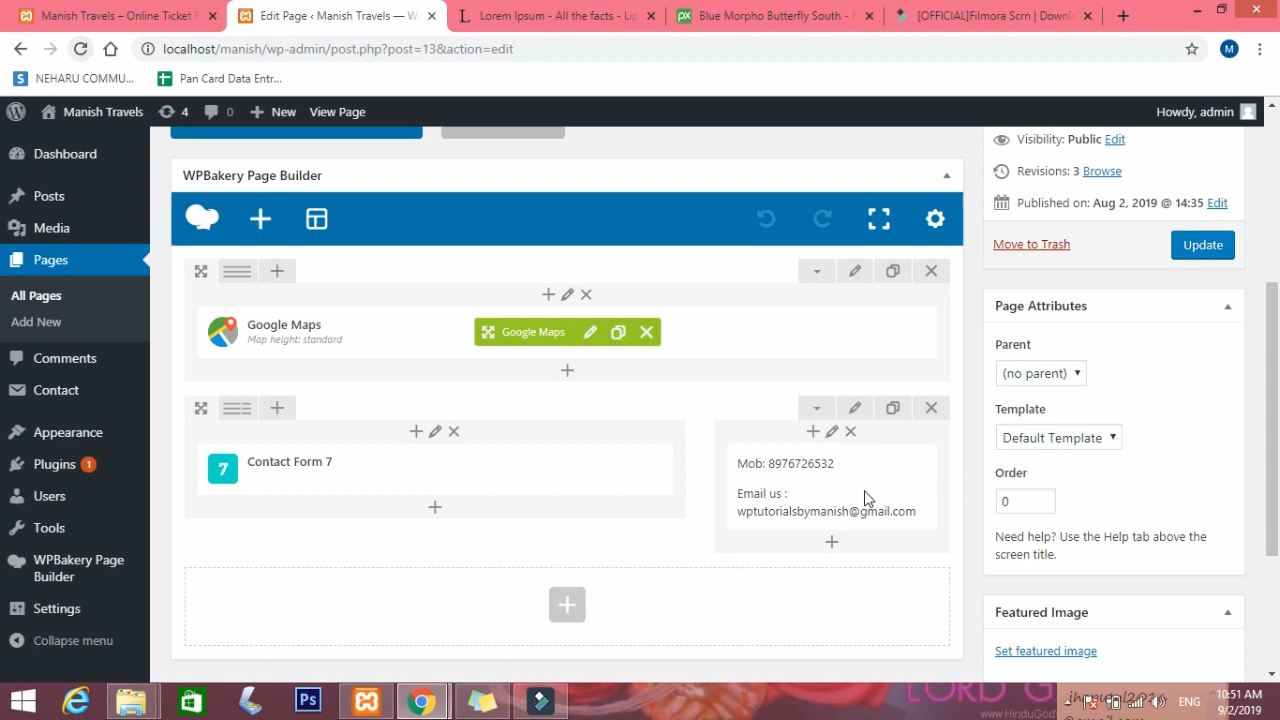 Manish Travels - Online Ticket E
Edit Page ‹ Manish Travels — W
Lorem Ipsum - All the facts - Lip
Blue Morpho Butterfly South - F
[OFFICIAL]Filmora Scrn | Downl
localhost/manish/wp-admin/post.php?post=13&action=edit
M
NEHARU COMMU...
Pan Card Data Entr...
Manish Travels
4
0
New
View Page
Howdy, admin
Dashboard
Posts
Media
Pages
All Pages
Add New
Comments
Contact
Appearance
Plugins 1
Users
Tools
WPBakery Page
Builder
Settings
Collapse menu
WPBakery Page Builder
Google Maps
Map height: standard
Google Maps
7
Contact Form 7
Mob: 8976726532
Email us :
wptutorialsbymanish@gmail.com
Visibility: Public Edit
Revisions: 3 Browse
Published on: Aug 2, 2019 @ 14:35 Edit
Move to Trash
Update
Page Attributes
Parent
(no parent)
Template
Default Template
Order
0
Need help? Use the Help tab above the
screen title.
Featured Image
Set featured image
Ps
LORD G
www.HinduGod
ENG
10:51 AM
9/2/2019